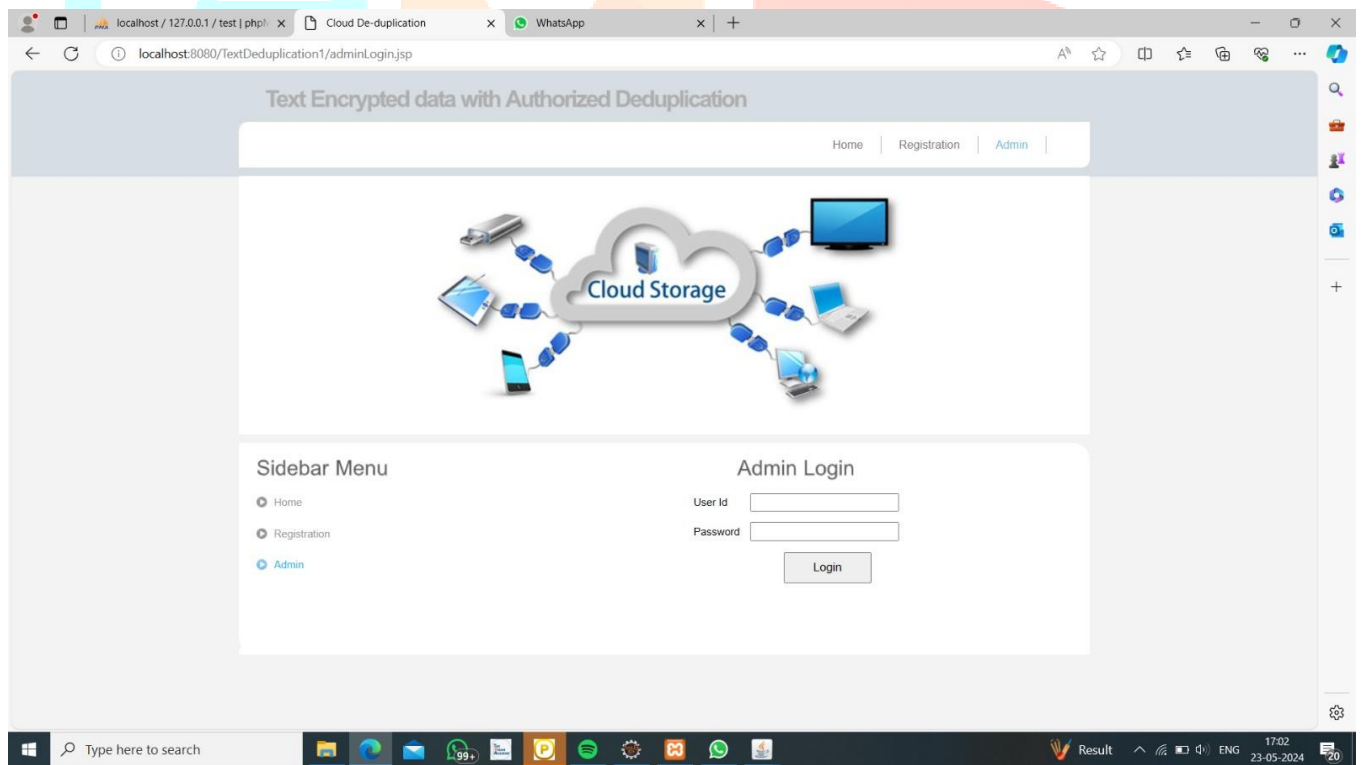 localhost / 127.0.0.1 / test | php
Cloud De-duplication
WhatsApp
localhost:8080/TextDeduplication1/adminLogin.jsp
Text Encrypted data with Authorized Deduplication
Home Registration Admin
Cloud Storage
Sidebar Menu
Home
Registration
Admin
Admin Login
User Id
Password
Login
Type here to search
99+
Result
ENG
17:02
23-05-2024
20